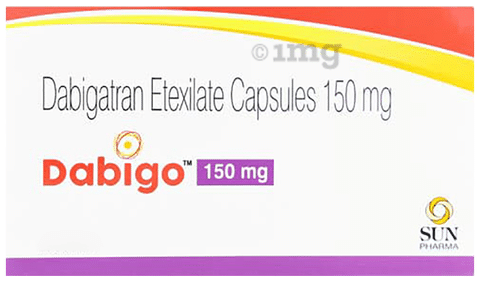 ©1mg
Dabigatran Etexilate Capsules 150 mg
Dabigo™ 150 mg
SUN
PHARMA